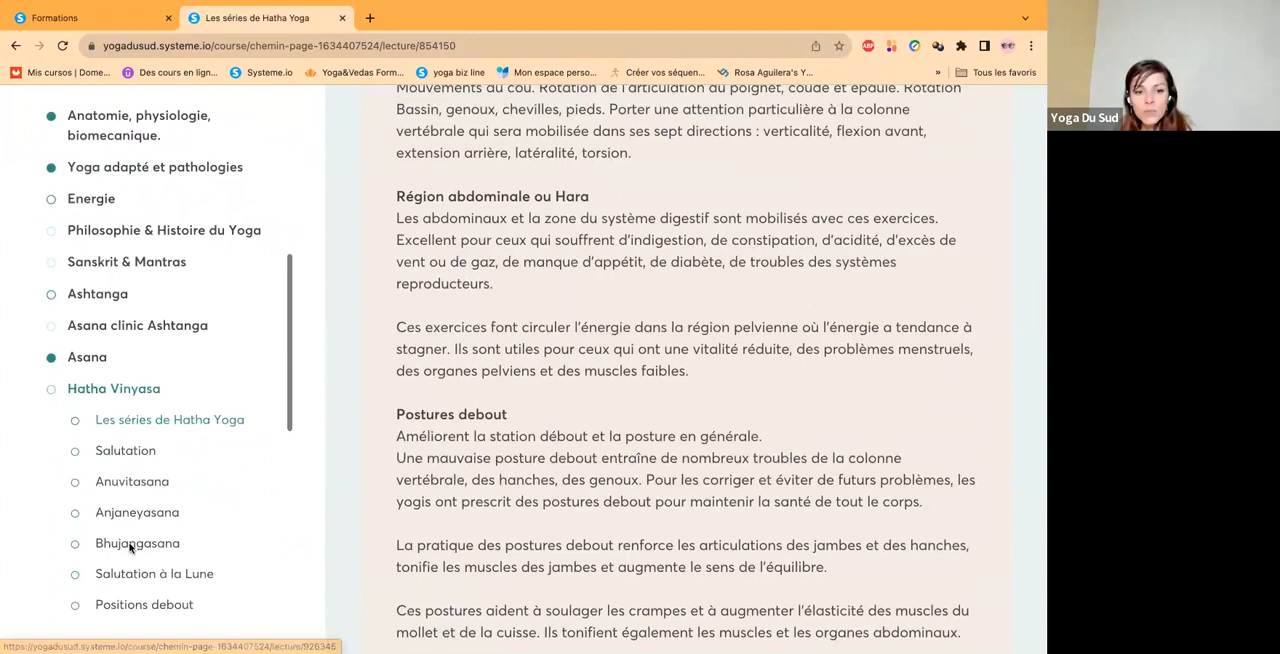 Formations
Les séries de Hatha Yoga
yogadusud.systeme.io/course/chemin-page-1634407524/lecture/854150
Mis cursos | Dome...
Des cours en lign...
Systeme.io
Yoga&Vedas Form...
yoga biz line
Mon espace perso...
Créer vos séquen...
Rosa Aguilera's Y...
»
Tous les favoris
Anatomie, physiologie,
biomecanique.
Yoga adapté et pathologies
Energie
Philosophie & Histoire du Yoga
Sanskrit & Mantras
Ashtanga
Asana clinic Ashtanga
Asana
Hatha Vinyasa
Les séries de Hatha Yoga
Salutation
Anuvitasana
Anjaneyasana
Bhujangasana
Salutation à la Lune
Positions debout
https://yogadusud.systeme.io/course/chemin-page-1634407524/lecture/926345
Mouvements du cou. Rotation de l'articulation du poignet, coude et épaule. Rotation
Bassin, genoux, chevilles, pieds. Porter une attention particulière à la colonne
vertébrale qui sera mobilisée dans ses sept directions : verticalité, flexion avant,
extension arrière, latéralité, torsion.
Région abdominale ou Hara
Les abdominaux et la zone du système digestif sont mobilisés avec ces exercices.
Excellent pour ceux qui souffrent d'indigestion, de constipation, d'acidité, d'excès de
vent ou de gaz, de manque d'appétit, de diabète, de troubles des systèmes
reproducteurs.
Ces exercices font circuler l'énergie dans la région pelvienne où l'énergie a tendance à
stagner. Ils sont utiles pour ceux qui ont une vitalité réduite, des problèmes menstruels,
des organes pelviens et des muscles faibles.
Postures debout
Améliorent la station débout et la posture en générale.
Une mauvaise posture debout entraîne de nombreux troubles de la colonne
vertébrale, des hanches, des genoux. Pour les corriger et éviter de futurs problèmes, les
yogis ont prescrit des postures debout pour maintenir la santé de tout le corps.
La pratique des postures debout renforce les articulations des jambes et des hanches,
tonifie les muscles des jambes et augmente le sens de l'équilibre.
Ces postures aident à soulager les crampes et à augmenter l'élasticité des muscles du
mollet et de la cuisse. Ils tonifient également les muscles et les organes abdominaux.
Yoga Du Sud